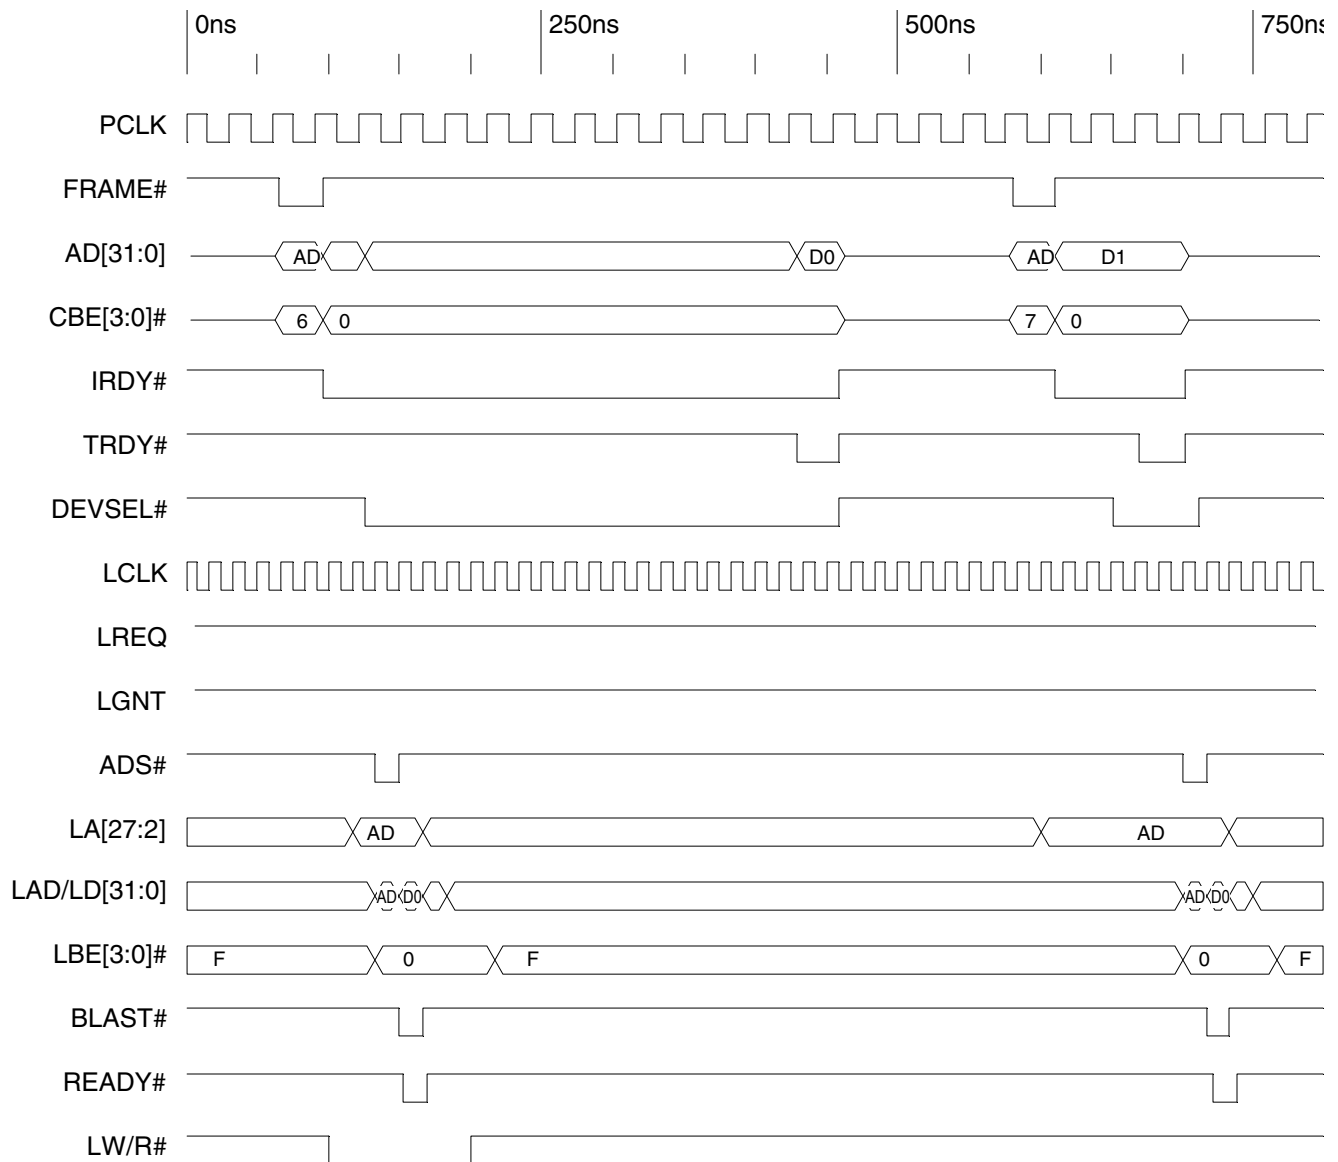 0ns 250ns 500ns 750ns
PCLK
FRAME#
AD[31:0] AD D0 AD D1
CBE[3:0]# 6 0 7 0
IRDY#
TRDY#
DEVSEL#
LCLK
LREQ
LGNT
ADS#
LA[27:2] AD AD
LAD/LD[31:0] AD D0 AD D0
LBE[3:0]# F 0 F 0 F
BLAST#
READY#
LW/R#